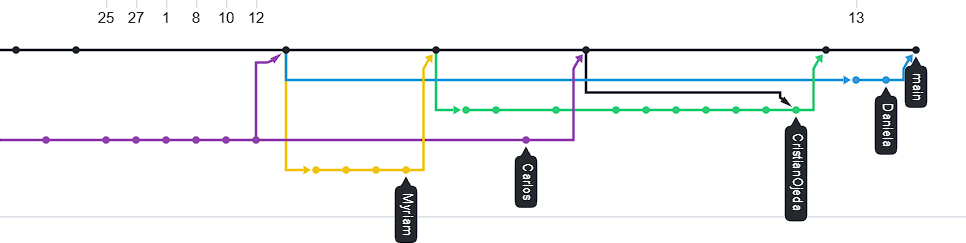 25 27 1 8 10 12 13
main
Daniela
CristianOjeda
Carlos
Myriam